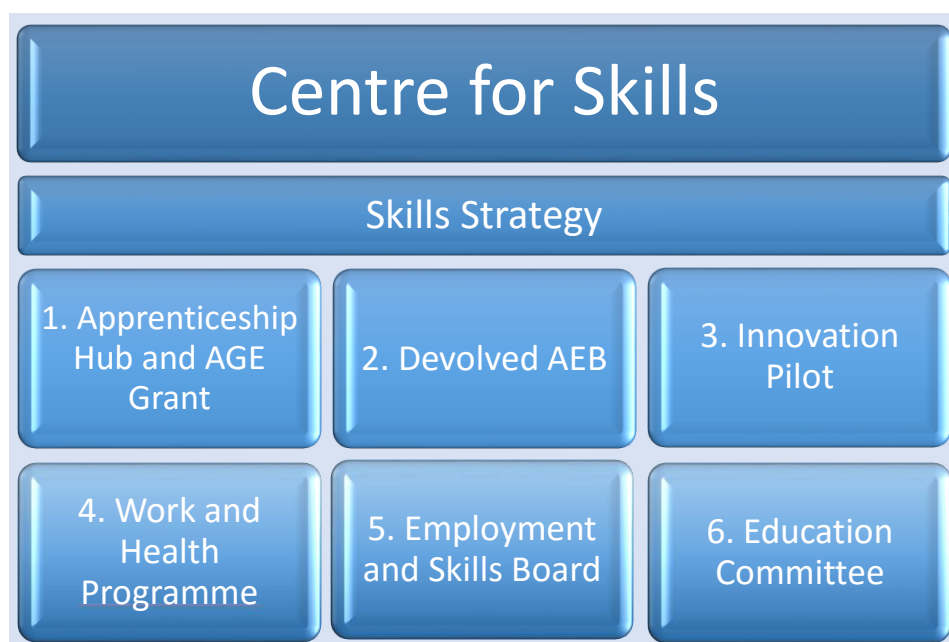 Centre for Skills
Skills Strategy
1. Apprenticeship
Hub and AGE
Grant
2. Devolved AEB
3. Innovation
Pilot
4. Work and
Health
Programme
5. Employment
and Skills Board
6. Education
Committee